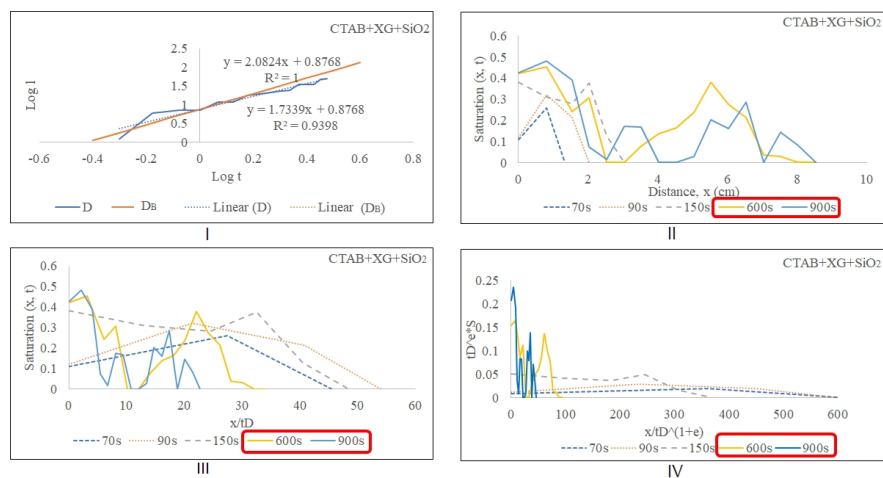 CTAB+XG+SiO2
Log l
2.5
2
1.5
1
0.5
0
-0.6
-0.4
-0.2
0
0.2
0.4
0.6
0.8
y = 2.0824x + 0.8768
R² = 1
y = 1.7339x + 0.8768
R² = 0.9398
Log t
D
DB
Linear (D)
Linear (DB)
I
CTAB+XG+SiO2
Saturation (x, t)
0.6
0.5
0.4
0.3
0.2
0.1
0
0
2
4
6
8
10
Distance, x (cm)
70s
90s
150s
600s
900s
II
CTAB+XG+SiO2
Saturation (x, t)
0.6
0.5
0.4
0.3
0.2
0.1
0
0
10
20
30
40
50
60
x/tD
70s
90s
150s
600s
900s
III
CTAB+XG+SiO2
tD^e*S
0.25
0.2
0.15
0.1
0.05
0
0
100
200
300
400
500
600
x/tD^(1+e)
70s
90s
150s
600s
900s
IV